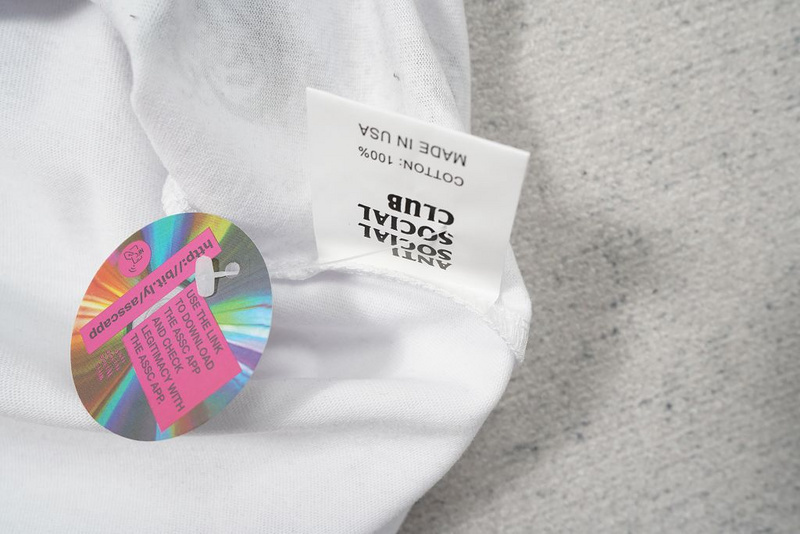 ANTI
SOCIAL
SOCIAL
CLUB
COTTON: 100%
MADE IN USA
http://bit.ly/asscapp
USE THE LINK
TO DOWNLOAD
THE ASSC APP
AND CHECK
LEGITIMACY WITH
THE ASSC APP.